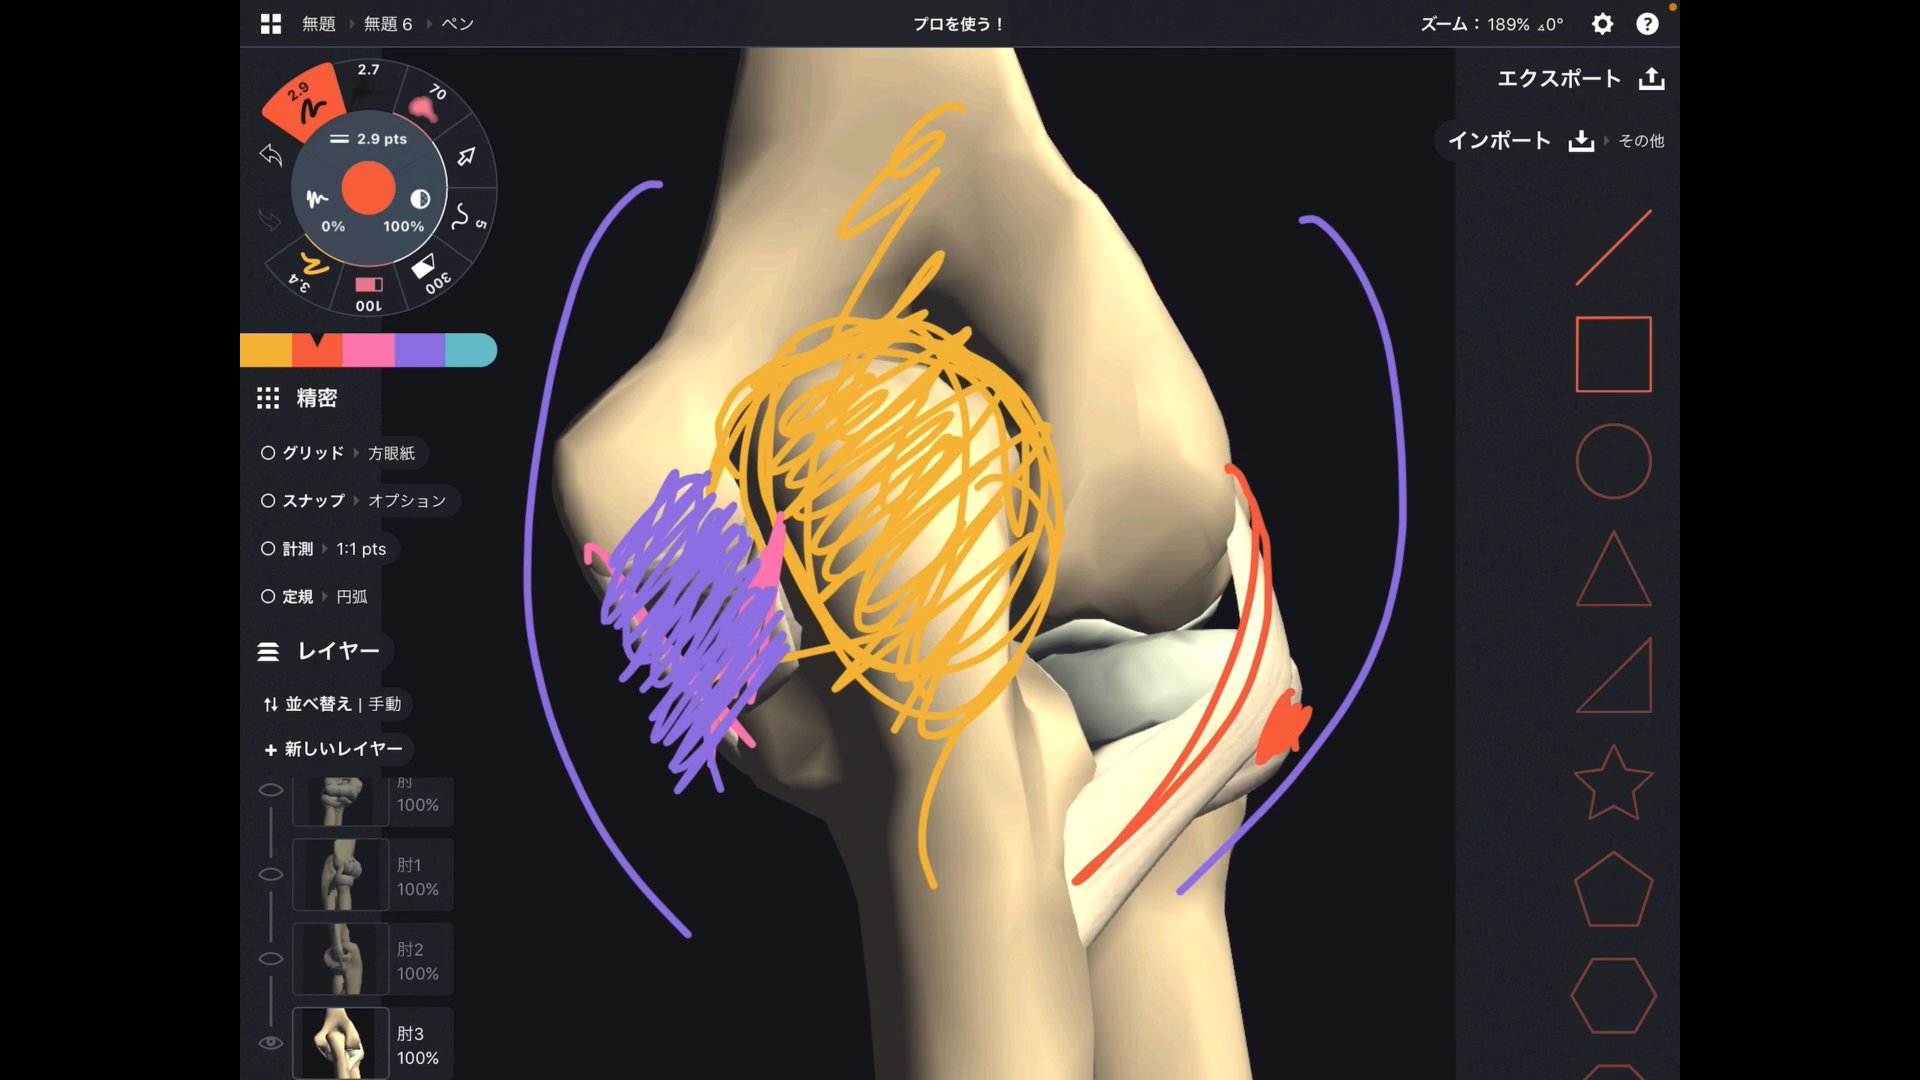 無題 無題 6 ペン
プロを使う！
ズーム：189% ⊿0°
エクスポート
インポート その他
2.9
2.7
70
5
300
100
3.4
2.9 pts
0% 100%
精密
グリッド 方眼紙
スナップ オプション
計測 1:1 pts
定規 円弧
レイヤー
並べ替え | 手動
+ 新しいレイヤー
肘
100%
肘1
100%
肘2
100%
肘3
100%